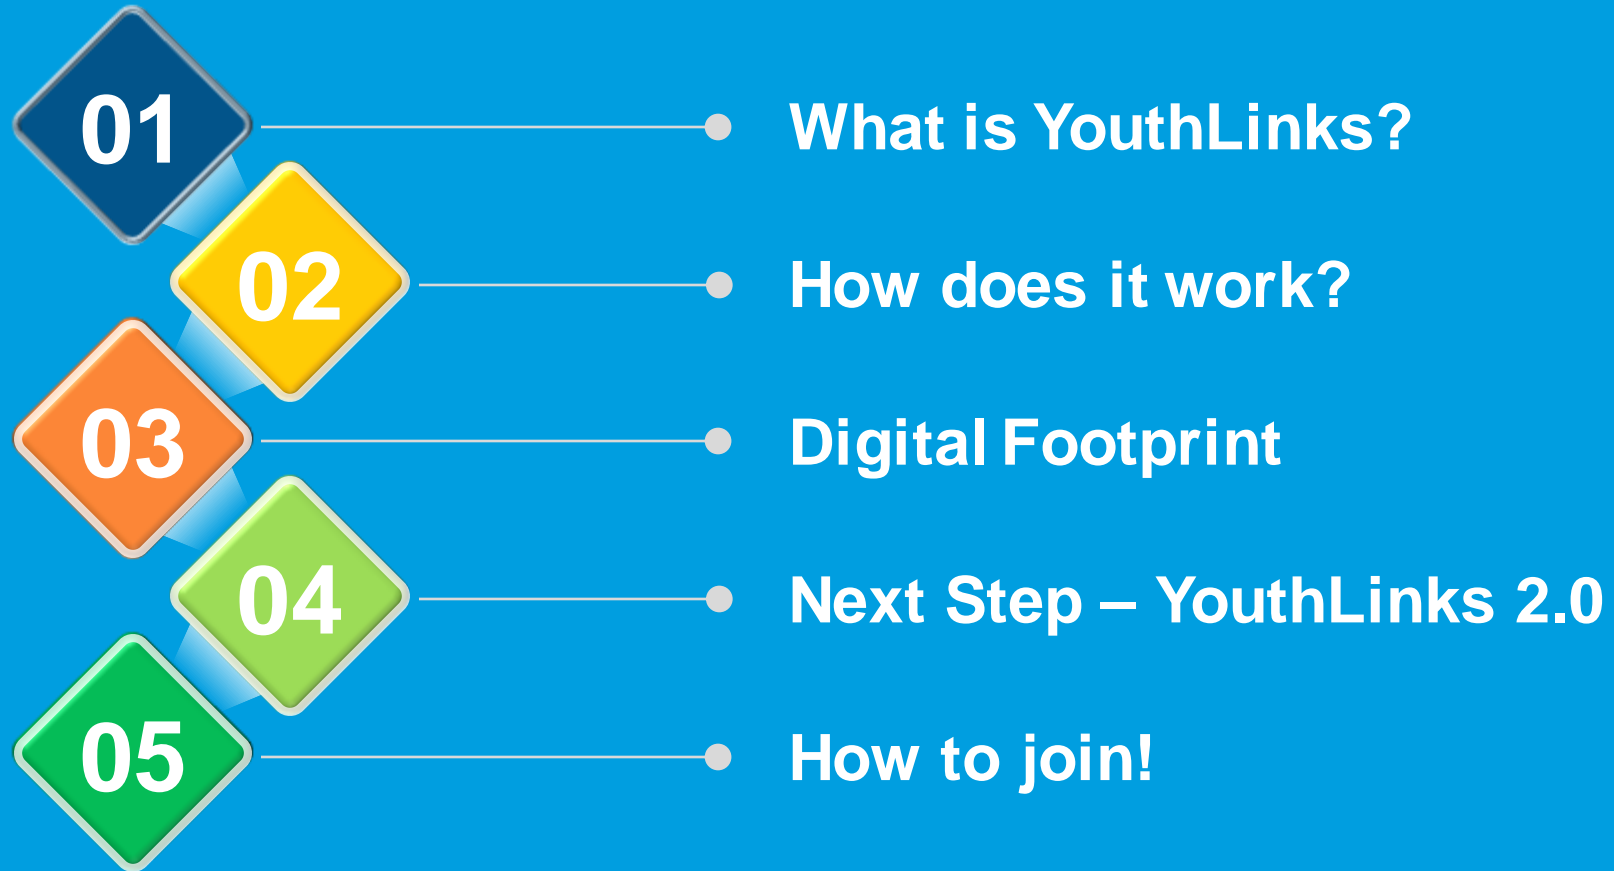 01 What is YouthLinks?
02 How does it work?
03 Digital Footprint
04 Next Step – YouthLinks 2.0
05 How to join!